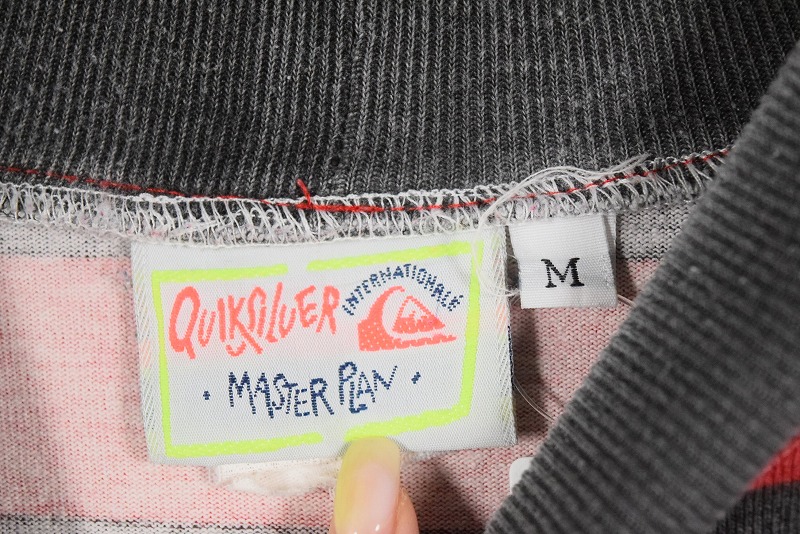 QUIKSILVER
INTERNATIONALE
MASTER PLAN
M